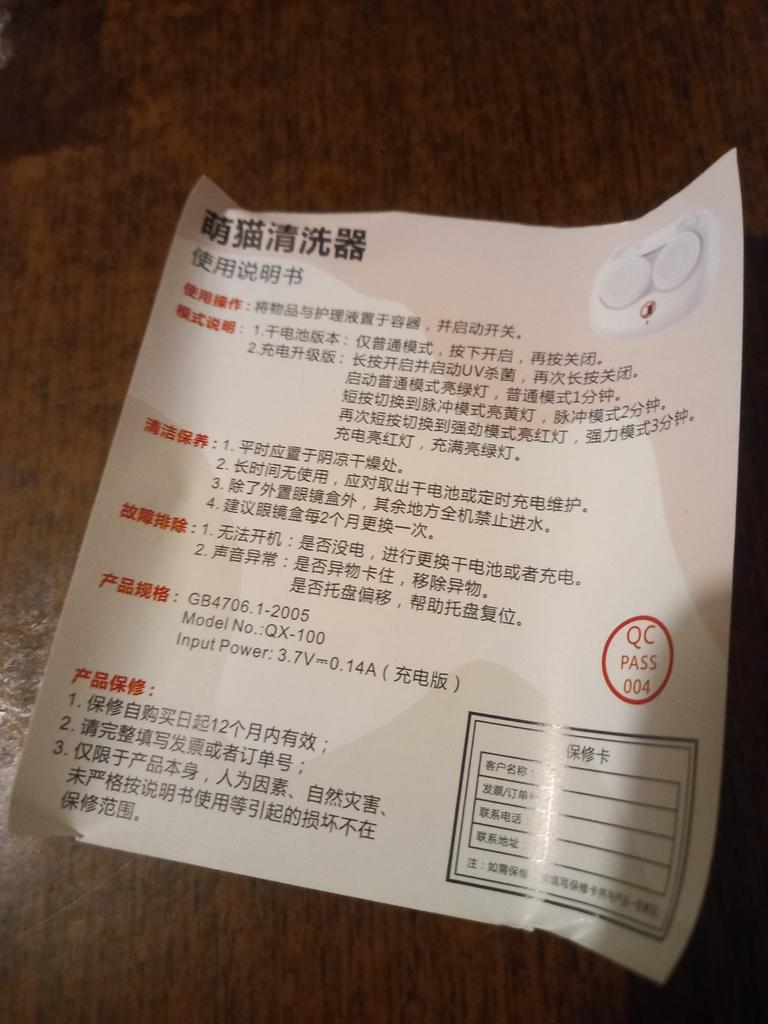 萌猫清洗器
使用说明书
使用操作：将物品与护理液置于容器，并启动开关。
模式说明：1.干电池版本：仅普通模式，按下开启，再按关闭。
2.充电升级版：长按开启并启动UV杀菌，再次长按关闭。
启动普通模式亮绿灯，普通模式1分钟。
短按切换到脉冲模式亮黄灯，脉冲模式2分钟。
再次短按切换到强劲模式亮红灯，强力模式3分钟。
充电亮红灯，充满亮绿灯。
清洁保养：1. 平时应置于阴凉干燥处。
2. 长时间无使用，应对取出干电池或定时充电维护。
3. 除了外置眼镜盒外，其余地方全机禁止进水。
4. 建议眼镜盒每2个月更换一次。
故障排除：1. 无法开机：是否没电，进行更换干电池或者充电。
2. 声音异常：是否异物卡住，移除异物。
是否托盘偏移，帮助托盘复位。
产品规格：GB4706.1-2005
Model No.:QX-100
Input Power: 3.7V⎓0.14A（充电版）
QC
PASS
004
产品保修：
1. 保修自购买日起12个月内有效；
2. 请完整填写发票或者订单号；
3. 仅限于产品本身，人为因素、自然灾害、
未严格按说明书使用等引起的损坏不在
保修范围。
保修卡
客户名称：
发票/订单
联系电话
联系地址：
注：如需保修 填写保修卡并与产品一